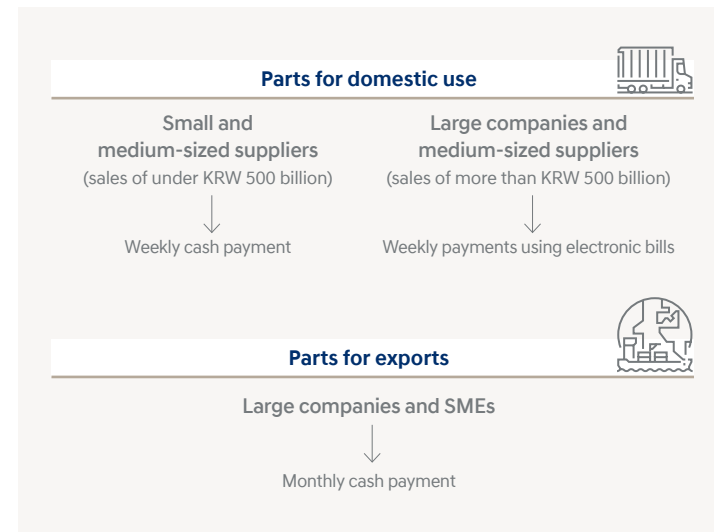 Parts for domestic use
Small and
medium-sized suppliers
(sales of under KRW 500 billion)
Weekly cash payment
Large companies and
medium-sized suppliers
(sales of more than KRW 500 billion)
Weekly payments using electronic bills
Parts for exports
Large companies and SMEs
Monthly cash payment